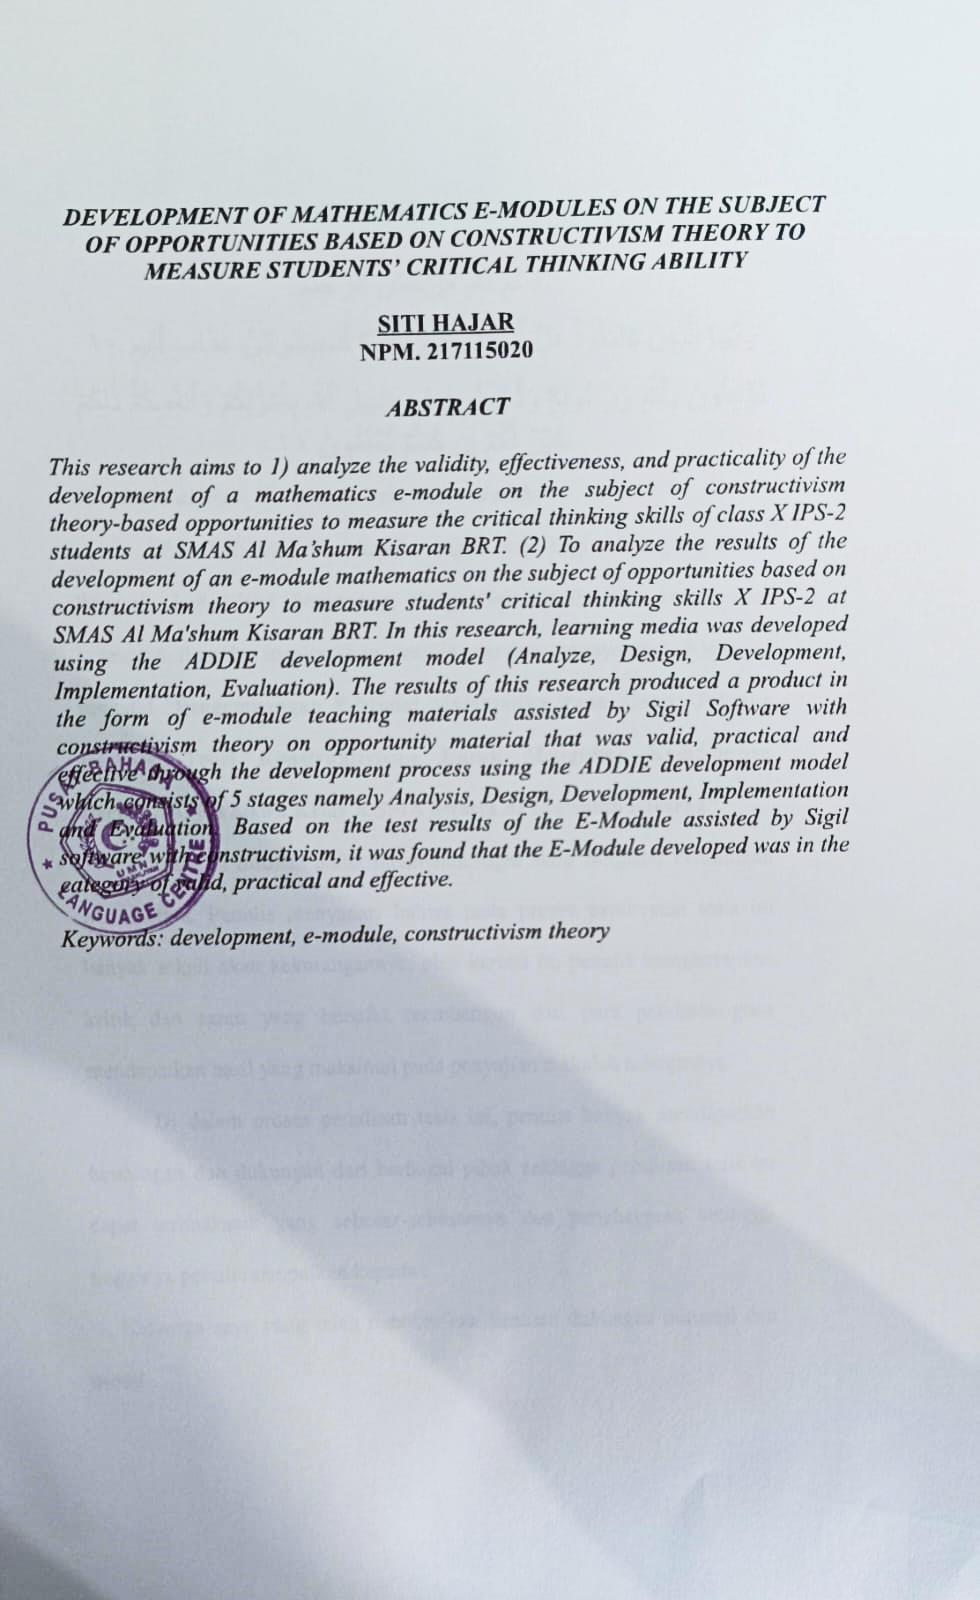 DEVELOPMENT OF MATHEMATICS E-MODULES ON THE SUBJECT
OF OPPORTUNITIES BASED ON CONSTRUCTIVISM THEORY TO
MEASURE STUDENTS’ CRITICAL THINKING ABILITY
SITI HAJAR
NPM. 217115020
ABSTRACT
This research aims to 1) analyze the validity, effectiveness, and practicality of the
development of a mathematics e-module on the subject of constructivism
theory-based opportunities to measure the critical thinking skills of class X IPS-2
students at SMAS Al Ma’shum Kisaran BRT. (2) To analyze the results of the
development of an e-module mathematics on the subject of opportunities based on
constructivism theory to measure students' critical thinking skills X IPS-2 at
SMAS Al Ma'shum Kisaran BRT. In this research, learning media was developed
using the ADDIE development model (Analyze, Design, Development,
Implementation, Evaluation). The results of this research produced a product in
the form of e-module teaching materials assisted by Sigil Software with
constructivism theory on opportunity material that was valid, practical and
effective through the development process using the ADDIE development model
which consists of 5 stages namely Analysis, Design, Development, Implementation
and Evaluation. Based on the test results of the E-Module assisted by Sigil
software with constructivism, it was found that the E-Module developed was in the
category of valid, practical and effective.
Keywords: development, e-module, constructivism theory
PUSAT BAHASA
UMN
LANGUAGE CENTRE